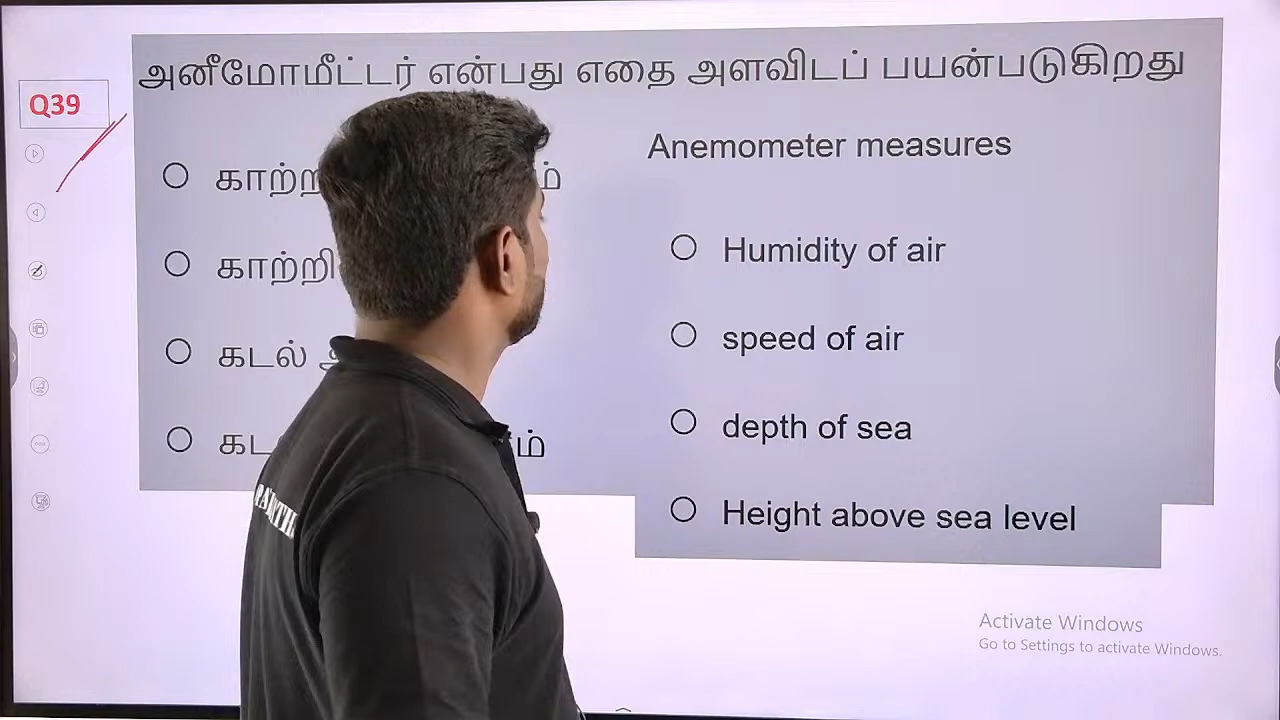 அனீமோமீட்டர் என்பது எதை அளவிடப் பயன்படுகிறது
Q39
Anemometer measures
Humidity of air
speed of air
depth of sea
Height above sea level
கடல்
Activate Windows
Go to Settings to activate Windows.